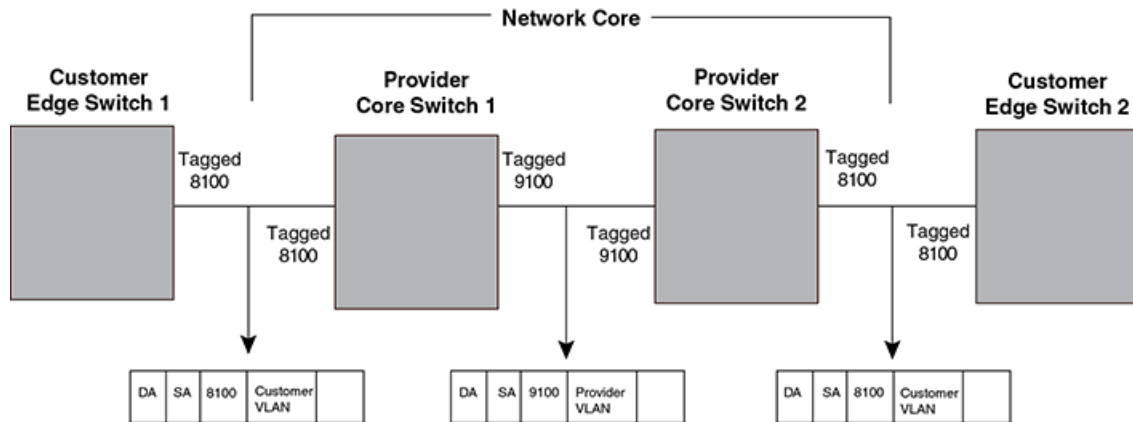 Network Core
Customer
Edge Switch 1
Provider
Core Switch 1
Provider
Core Switch 2
Customer
Edge Switch 2
Tagged
8100
Tagged
8100
Tagged
9100
Tagged
9100
Tagged
8100
Tagged
8100
DA SA 8100 Customer
VLAN
DA SA 9100 Provider
VLAN
DA SA 8100 Customer
VLAN